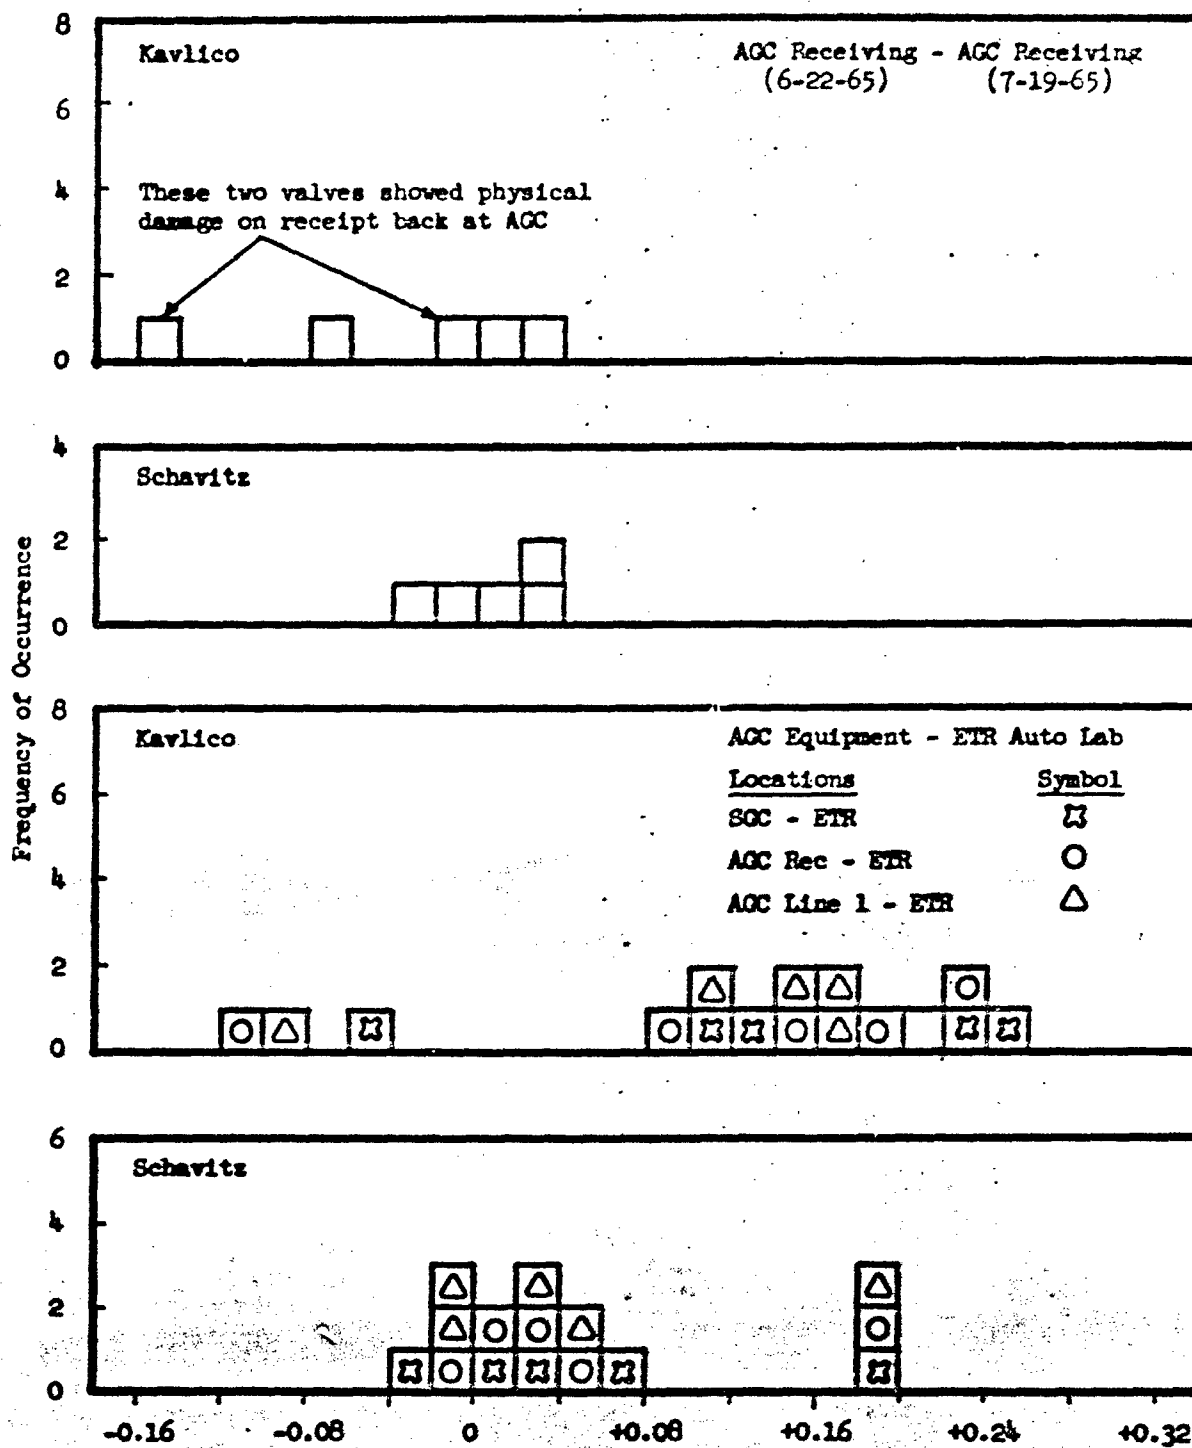 8
Kavlico
AGC Receiving - AGC Receiving
(6-22-65) (7-19-65)
6
4
These two valves showed physical
damage on receipt back at AGC
2
0
4
Schavitz
2
0
Frequency of Occurrence
8
Kavlico
AGC Equipment - ETR Auto Lab
Locations Symbol
6
SGC - ETR
AGC Rec - ETR
4
AGC Line 1 - ETR
2
0
6
Schavitz
4
2
0
-0.16 -0.08 0 +0.08 +0.16 +0.24 +0.32